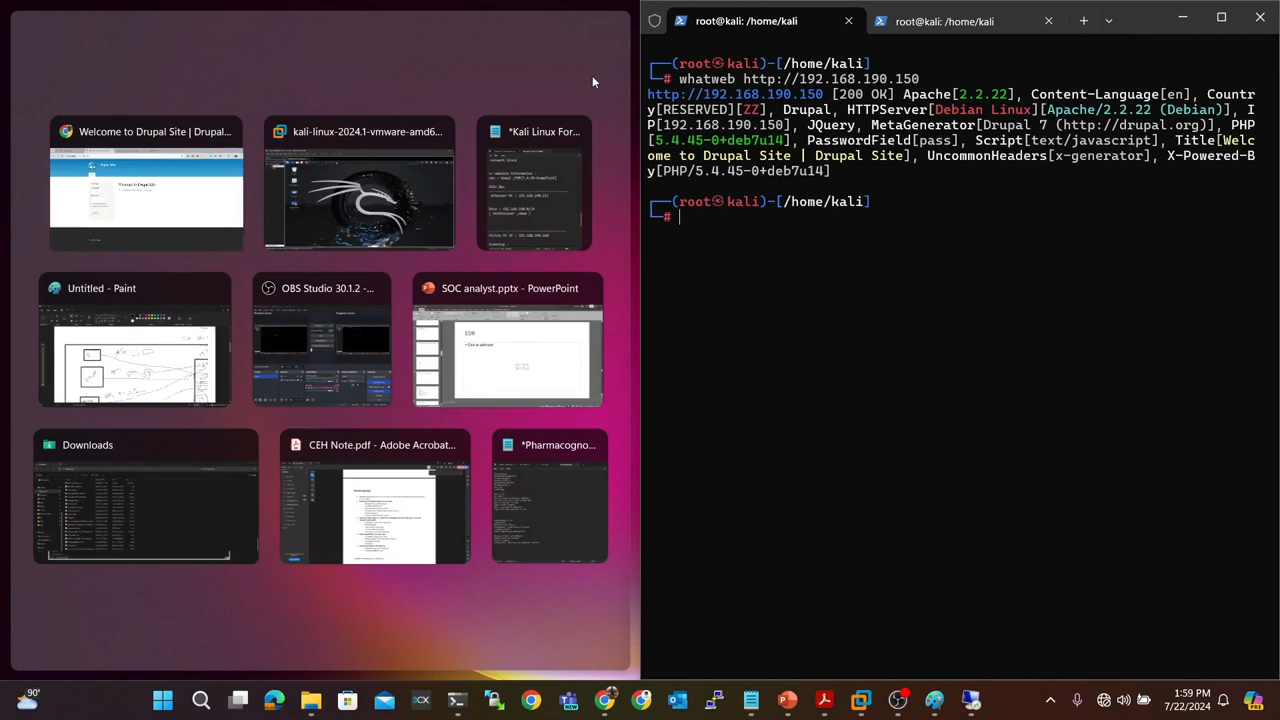 Welcome to Drupal Site | Drupal...
kali-linux-2024.1-vmware-amd6...
*Kali Linux For...
Untitled - Paint
OBS Studio 30.1.2 -...
SOC analyst.pptx - PowerPoint
EDR
Downloads
CEH Note.pdf - Adobe Acrobat...
*Pharmacogno...
root@kali: /home/kali
root@kali: /home/kali
┌──(root㉿kali)-[/home/kali]
└─# whatweb http://192.168.190.150
http://192.168.190.150 [200 OK] Apache[2.2.22], Content-Language[en], Countr
y[RESERVED][ZZ], Drupal, HTTPServer[Debian Linux][Apache/2.2.22 (Debian)], I
P[192.168.190.150], JQuery, MetaGenerator[Drupal 7 (http://drupal.org)], PHP
[5.4.45-0+deb7u14], PasswordField[pass], Script[text/javascript], Title[Welc
ome to Drupal Site | Drupal Site], UncommonHeaders[x-generator], X-Powered-B
y[PHP/5.4.45-0+deb7u14]
┌──(root㉿kali)-[/home/kali]
└─#
90°
1:59 PM
7/22/2024